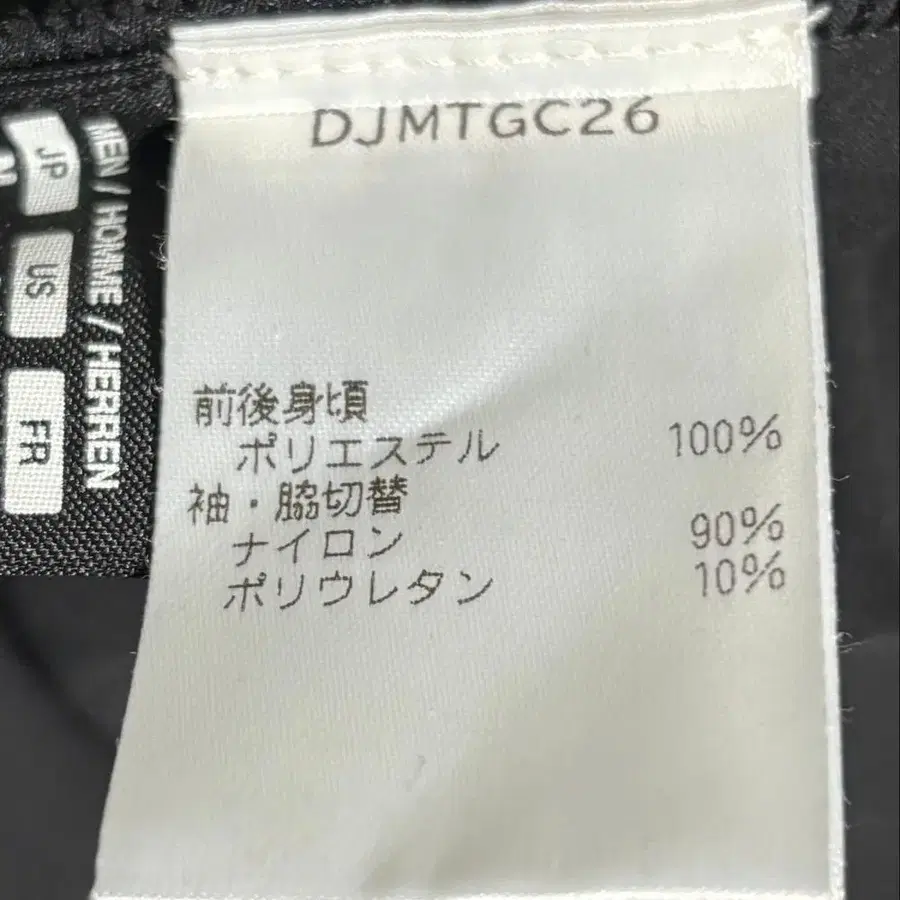 DJMTGC26
前後身頃
ポリエステル 100%
袖・脇切替
ナイロン 90%
ポリウレタン 10%
MEN / HOMME / HERREN
JP
US
FR